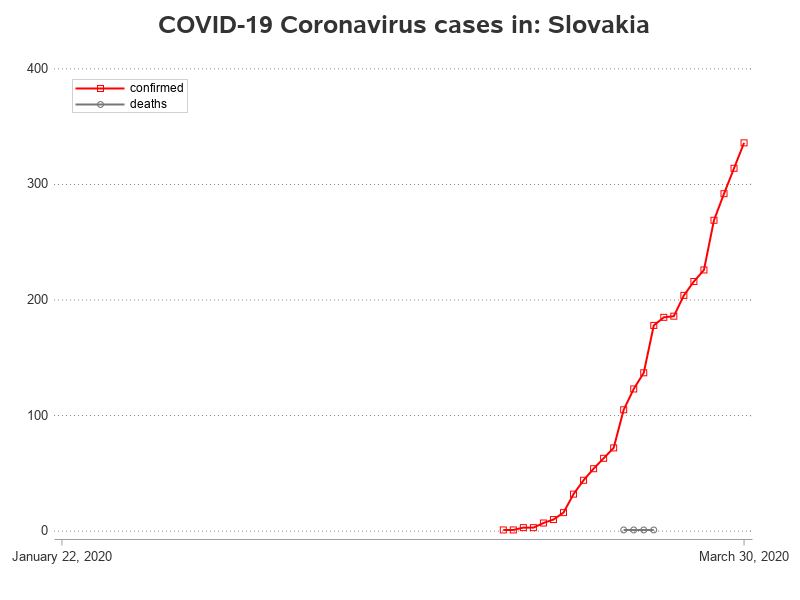 COVID-19 Coronavirus cases in: Slovakia
400
confirmed
deaths
300
200
100
0
January 22, 2020
March 30, 2020